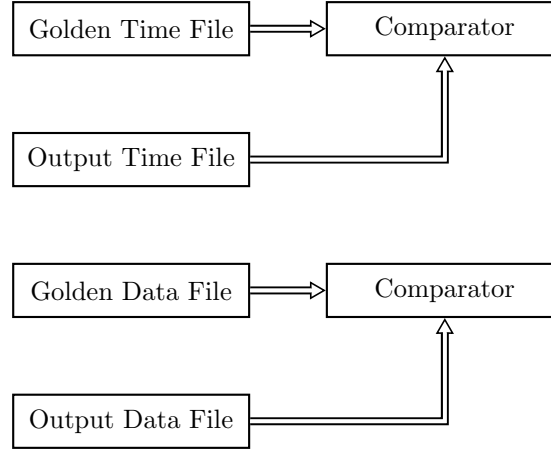 Golden Time File
Comparator
Output Time File
Golden Data File
Comparator
Output Data File